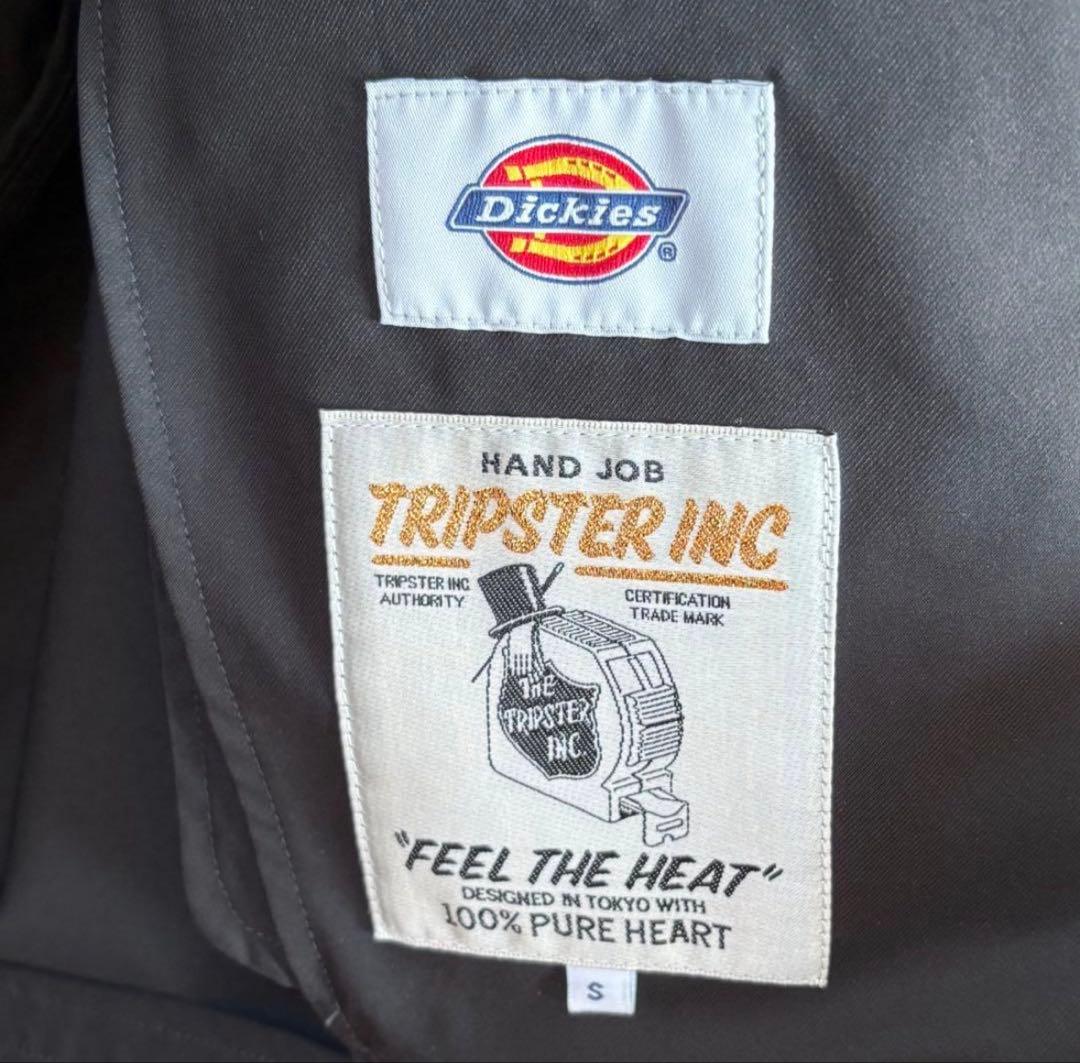 Dickies
®
HAND JOB
TRIPSTER INC
TRIPSTER INC
AUTHORITY
CERTIFICATION
TRADE MARK
THE
TRIPSTER
INC.
"FEEL THE HEAT"
DESIGNED IN TOKYO WITH
100% PURE HEART
S